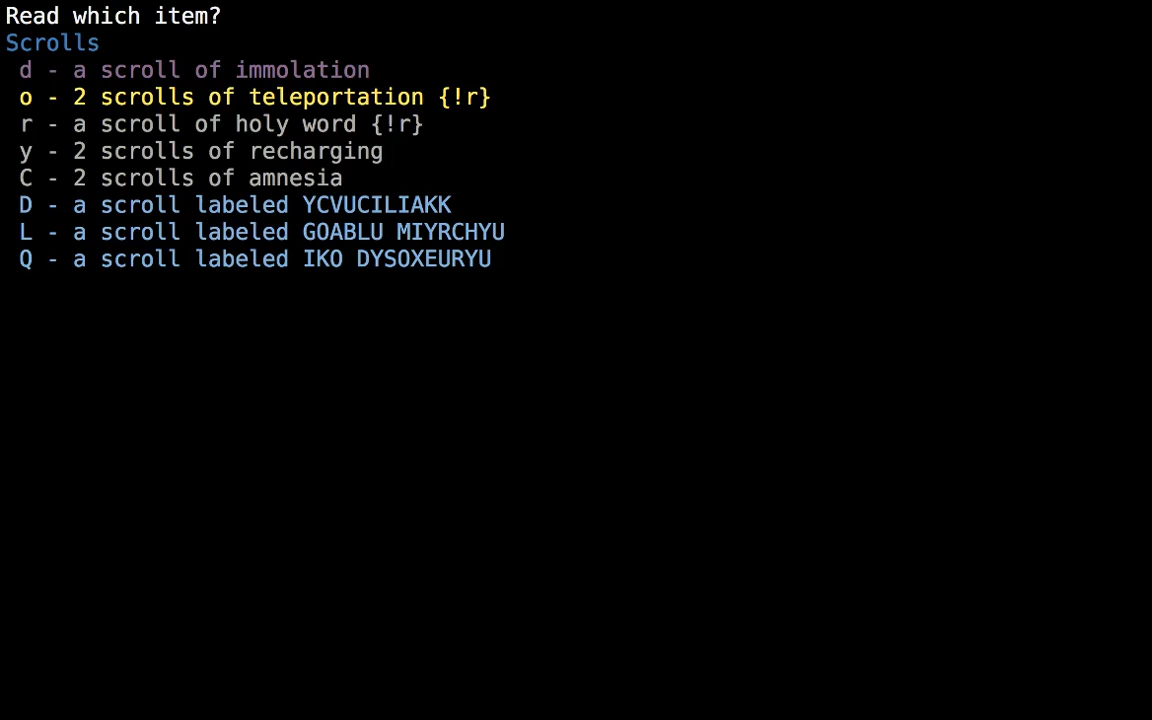 Read which item?
Scrolls
d - a scroll of immolation
o - 2 scrolls of teleportation {!r}
r - a scroll of holy word {!r}
y - 2 scrolls of recharging
C - 2 scrolls of amnesia
D - a scroll labeled YCVUCILIAKK
L - a scroll labeled GOABLU MIYRCHYU
Q - a scroll labeled IKO DYSOXEURYU